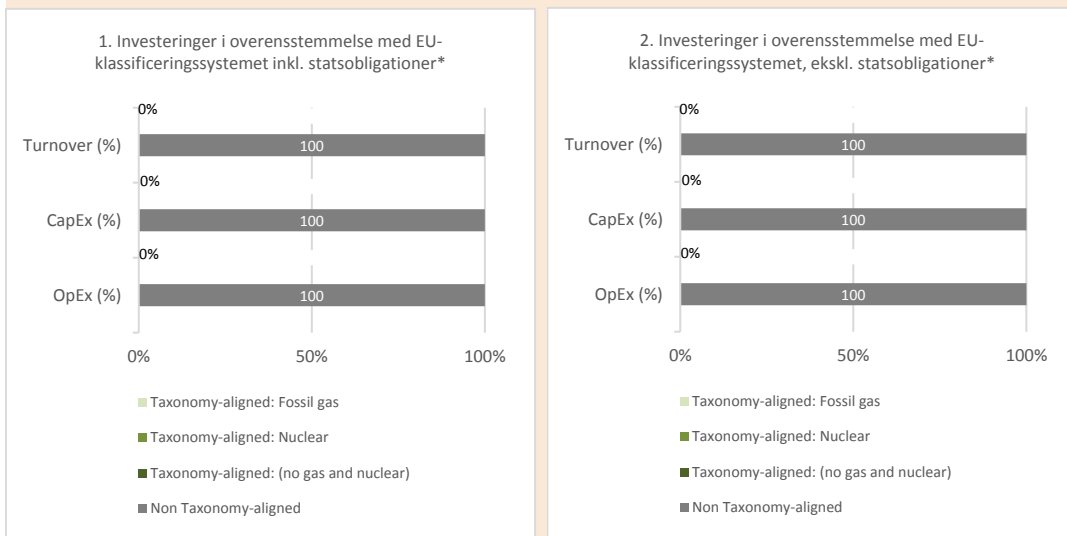 1. Investeringer i overensstemmelse med EU-
klassificeringssystemet inkl. statsobligationer*
0%
Turnover (%)
100
0%
CapEx (%)
100
0%
OpEx (%)
100
0%
50%
100%
Taxonomy-aligned: Fossil gas
Taxonomy-aligned: Nuclear
Taxonomy-aligned: (no gas and nuclear)
Non Taxonomy-aligned
2. Investeringer i overensstemmelse med EU-
klassificeringssystemet, ekskl. statsobligationer*
0%
Turnover (%)
100
0%
CapEx (%)
100
0%
OpEx (%)
100
0%
50%
100%
Taxonomy-aligned: Fossil gas
Taxonomy-aligned: Nuclear
Taxonomy-aligned: (no gas and nuclear)
Non Taxonomy-aligned